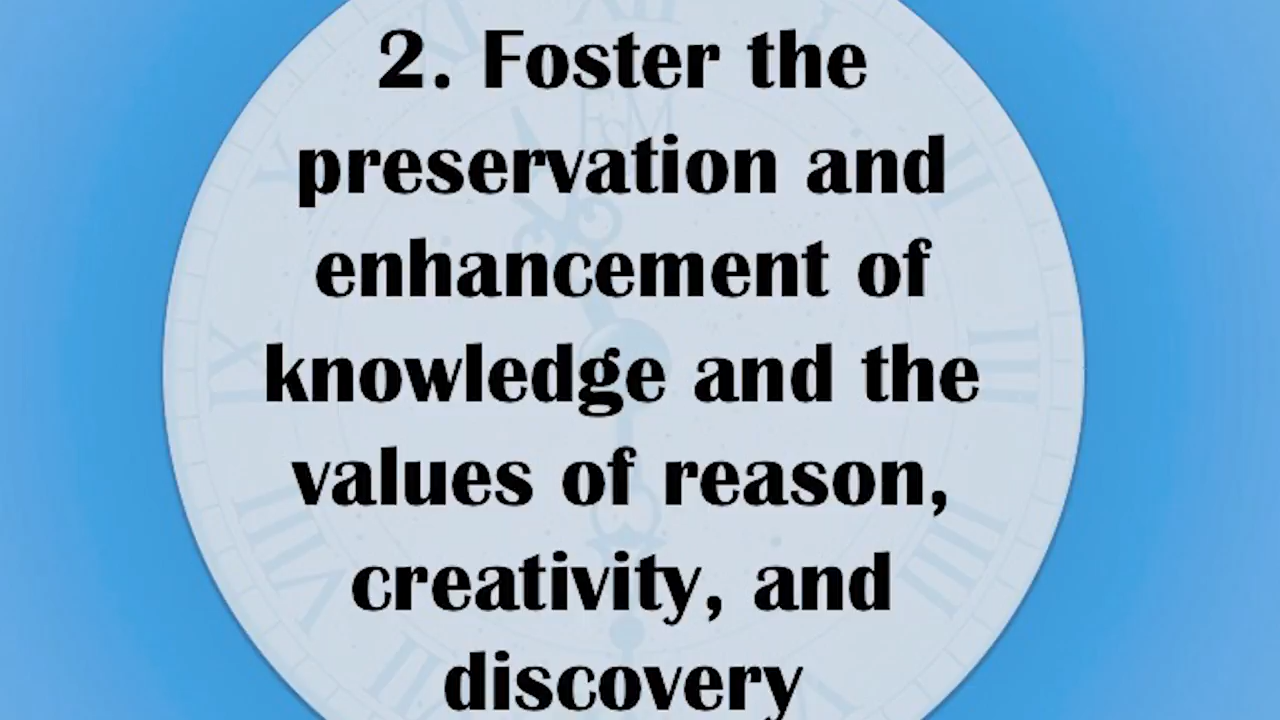 2. Foster the
preservation and
enhancement of
knowledge and the
values of reason,
creativity, and
discovery